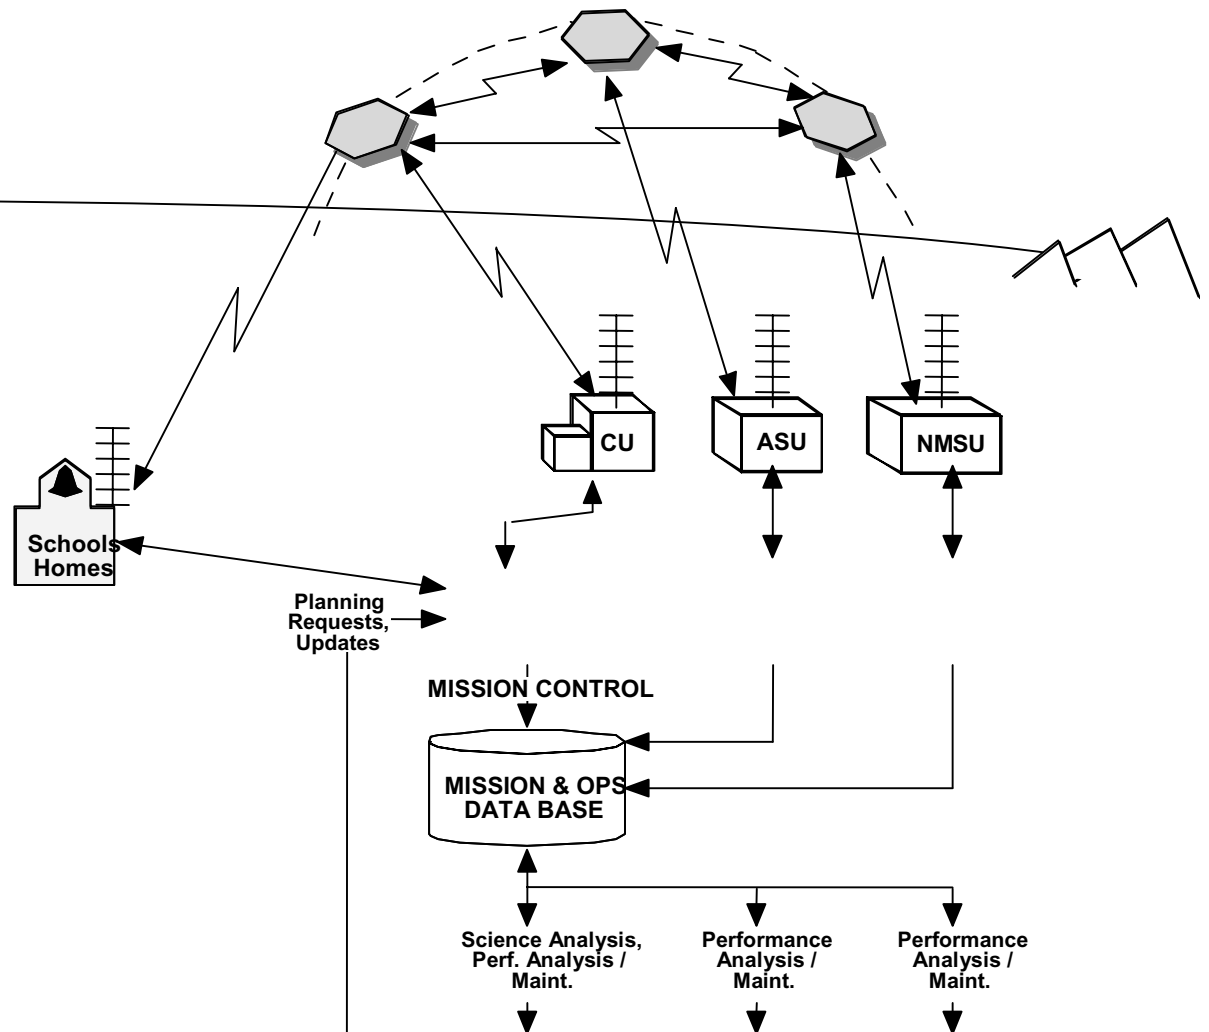 CU
ASU
NMSU
Schools
Homes
Planning
Requests,
Updates
MISSION CONTROL
MISSION & OPS
DATA BASE
Science Analysis,
Perf. Analysis /
Maint.
Performance
Analysis /
Maint.
Performance
Analysis /
Maint.